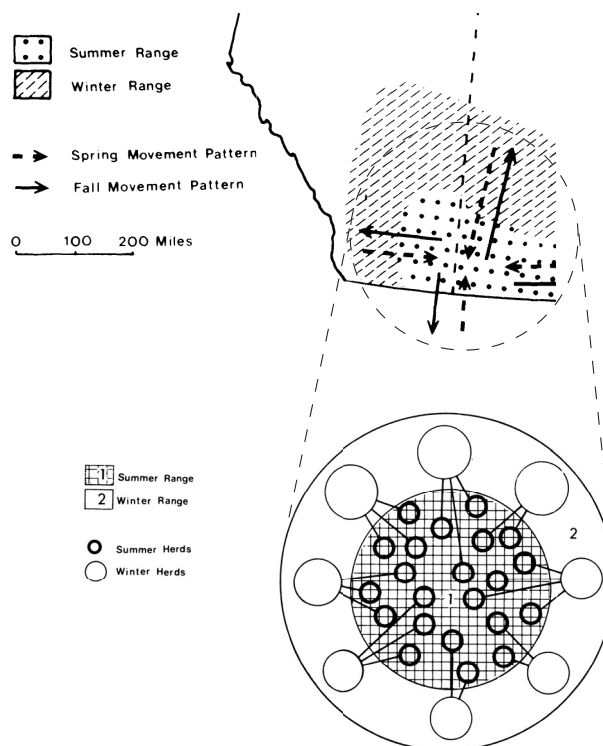 Summer Range
Winter Range
Spring Movement Pattern
Fall Movement Pattern
0 100 200 Miles
1 Summer Range
2 Winter Range
Summer Herds
Winter Herds
2
1